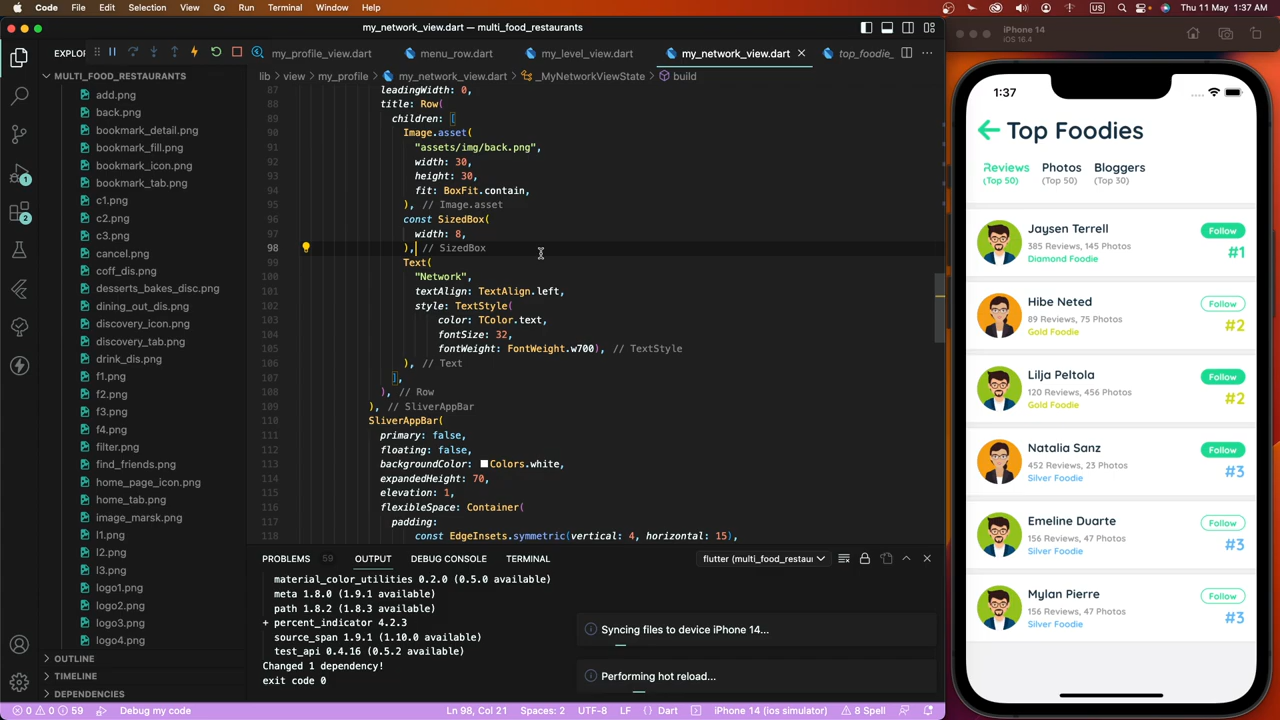 Code File Edit Selection View Go Run Terminal Window Help US Thu 11 May 1:37 AM
my_network_view.dart — multi_food_restaurants
EXPLOR my_profile_view.dart menu_row.dart my_level_view.dart my_network_view.dart top_foodie_
lib > view > my_profile > my_network_view.dart > _MyNetworkViewState > build
MULTI_FOOD_RESTAURANTS
add.png
back.png
bookmark_detail.png
bookmark_fill.png
bookmark_icon.png
bookmark_tab.png
c1.png
c2.png
c3.png
cancel.png
coff_dis.png
desserts_bakes_disc.png
dining_out_dis.png
discovery_icon.png
discovery_tab.png
drink_dis.png
f1.png
f2.png
f3.png
f4.png
filter.png
find_friends.png
home_page_icon.png
home_tab.png
image_marsk.png
l1.png
l2.png
l3.png
logo1.png
logo2.png
logo3.png
logo4.png
OUTLINE
TIMELINE
DEPENDENCIES
1
2
87 leadingWidth: 0,
88 title: Row(
89 children: [
90 Image.asset(
91 "assets/img/back.png",
92 width: 30,
93 height: 30,
94 fit: BoxFit.contain,
95 ), // Image.asset
96 const SizedBox(
97 width: 8,
98 ), // SizedBox
99 Text(
100 "Network",
101 textAlign: TextAlign.left,
102 style: TextStyle(
103 color: TColor.text,
104 fontSize: 32,
105 fontWeight: FontWeight.w700), // TextStyle
106 ), // Text
107 ],
108 ), // Row
109 ), // SliverAppBar
110 SliverAppBar(
111 primary: false,
112 floating: false,
113 backgroundColor: Colors.white,
114 expandedHeight: 70,
115 elevation: 1,
116 flexibleSpace: Container(
117 padding:
118 const EdgeInsets.symmetric(vertical: 4, horizontal: 15),
PROBLEMS 59 OUTPUT DEBUG CONSOLE TERMINAL flutter (multi_food_restaur
material_color_utilities 0.2.0 (0.5.0 available)
meta 1.8.0 (1.9.1 available)
path 1.8.2 (1.8.3 available)
+ percent_indicator 4.2.3
source_span 1.9.1 (1.10.0 available)
test_api 0.4.16 (0.5.2 available)
Changed 1 dependency!
exit code 0
Syncing files to device iPhone 14...
Performing hot reload...
0 0 59 Debug my code Ln 98, Col 21 Spaces: 2 UTF-8 LF Dart iPhone 14 (ios simulator) 8 Spell
iPhone 14
iOS 16.4
1:37
Top Foodies
Reviews Photos Bloggers
(Top 50) (Top 50) (Top 30)
Jaysen Terrell Follow
385 Reviews, 145 Photos #1
Diamond Foodie
Hibe Neted Follow
89 Reviews, 75 Photos #2
Gold Foodie
Lilja Peltola Follow
120 Reviews, 456 Photos #2
Gold Foodie
Natalia Sanz Follow
452 Reviews, 23 Photos #3
Silver Foodie
Emeline Duarte Follow
156 Reviews, 47 Photos #3
Silver Foodie
Mylan Pierre Follow
156 Reviews, 47 Photos #3
Silver Foodie